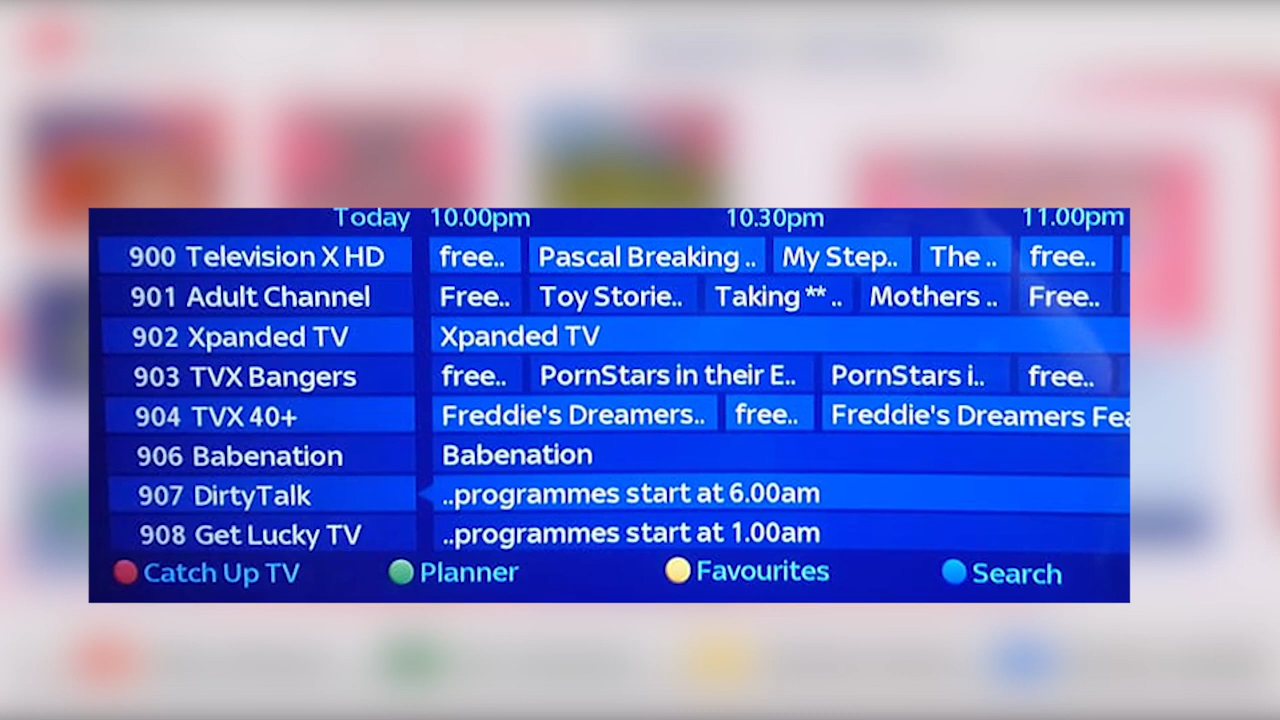 Today 10.00pm 10.30pm 11.00pm
900 Television X HD free.. Pascal Breaking .. My Step.. The .. free..
901 Adult Channel Free.. Toy Storie.. Taking ** .. Mothers .. Free..
902 Xpanded TV Xpanded TV
903 TVX Bangers free.. PornStars in their E.. PornStars i.. free..
904 TVX 40+ Freddie's Dreamers.. free.. Freddie's Dreamers Fea
906 Babenation Babenation
907 DirtyTalk ..programmes start at 6.00am
908 Get Lucky TV ..programmes start at 1.00am
Catch Up TV Planner Favourites Search